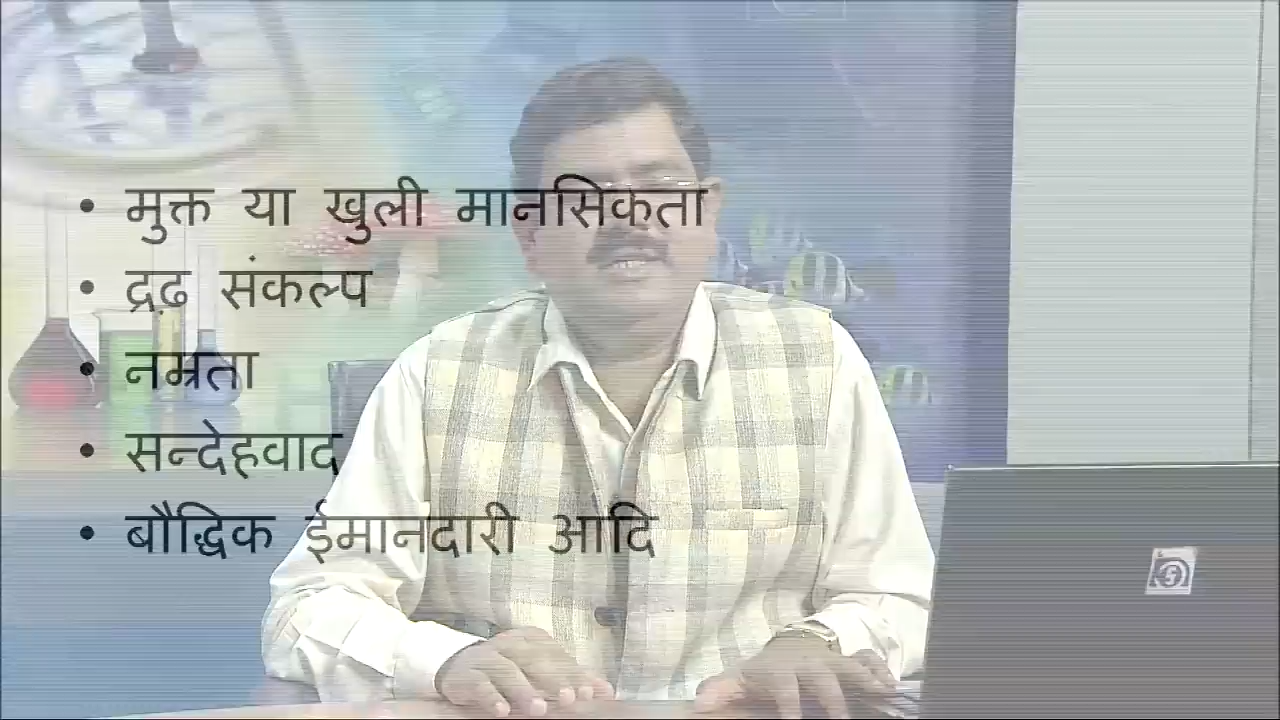 • मुक्त या खुली मानसिकता
• द्रढ़ संकल्प
• नम्रता
• सन्देहवाद
• बौद्धिक ईमानदारी आदि